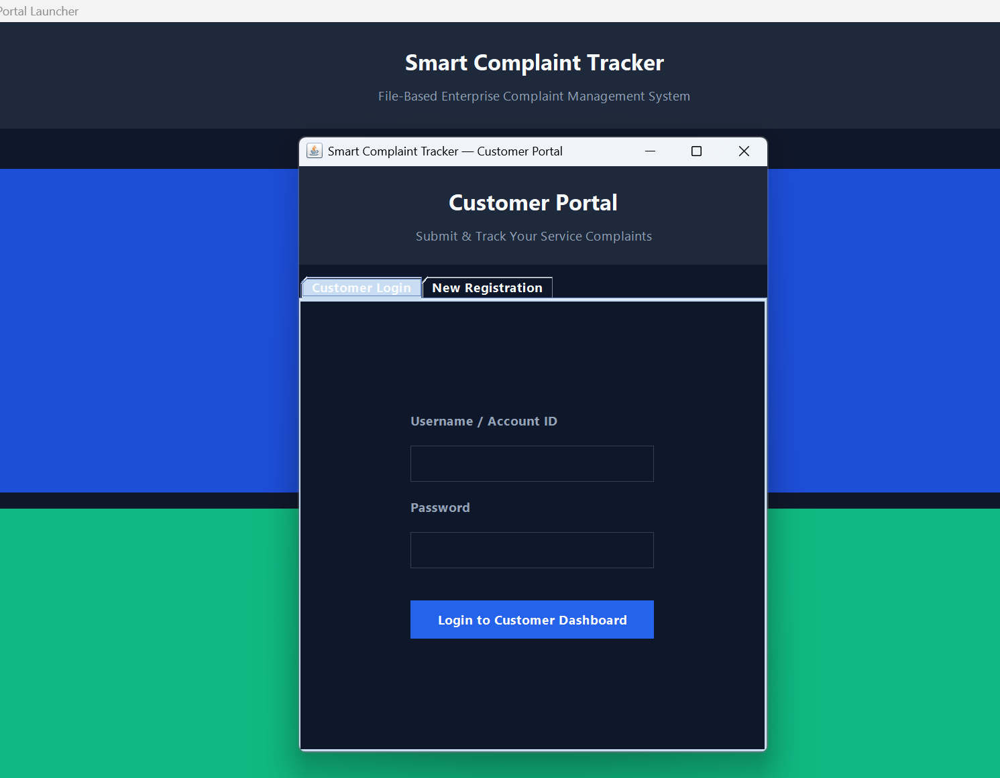 Portal Launcher
Smart Complaint Tracker
File-Based Enterprise Complaint Management System
Smart Complaint Tracker — Customer Portal
Customer Portal
Submit & Track Your Service Complaints
Customer Login
New Registration
Username / Account ID
Password
Login to Customer Dashboard